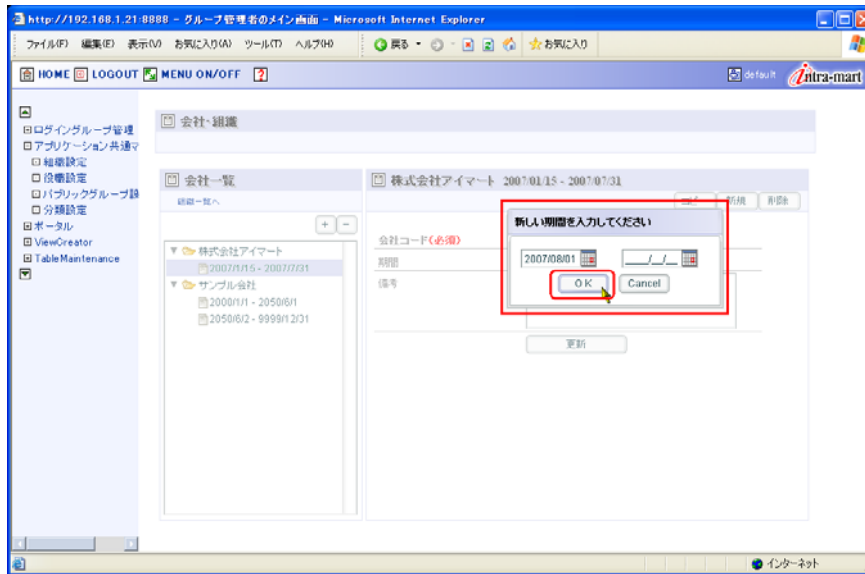 http://192.168.1.21:8888 - グループ管理者のメイン画面 - Microsoft Internet Explorer
ファイル(F) 編集(E) 表示(V) お気に入り(A) ツール(T) ヘルプ(H) 戻る お気に入り
HOME LOGOUT MENU ON/OFF ? default intra-mart
ログイングループ管理
アプリケーション共通マ
組織設定
役職設定
パブリックグループ設
分類設定
ポータル
ViewCreator
TableMaintenance
会社・組織
会社一覧
組織一覧へ
+ -
株式会社アイマート
2007/1/15 - 2007/7/31
サンプル会社
2000/1/1 - 2050/6/1
2050/6/2 - 9999/12/31
株式会社アイマート 2007/01/15 - 2007/07/31
コピー 新規 削除
会社コード(必須)
期間
備考
更新
新しい期間を入力してください
2007/08/01 ____/__/__
OK Cancel
インターネット